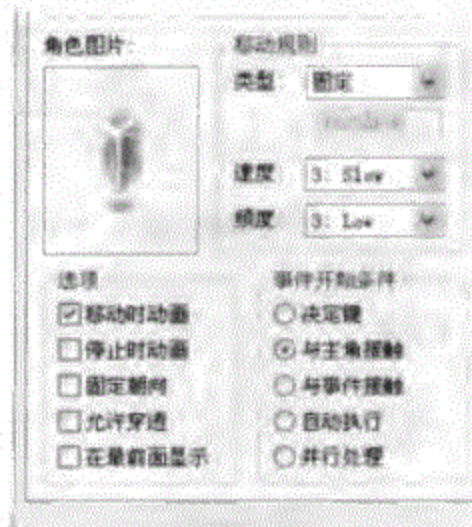 角色图片:
移动规则
类型: 固定
速度: 3: Slow
频度: 3: Low
选项
移动时动画
停止时动画
固定朝向
允许穿透
在最前面显示
事件开始条件
决定键
与主角接触
与事件接触
自动执行
并行处理